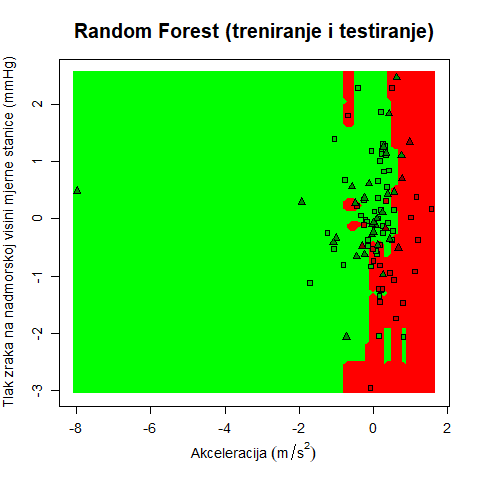 Random Forest (treniranje i testiranje)
Tlak zraka na nadmorskoj visini mjerne stanice (mmHg)
2
1
0
-1
-2
-3
-8 -6 -4 -2 0 2
Akceleracija (m/s²)